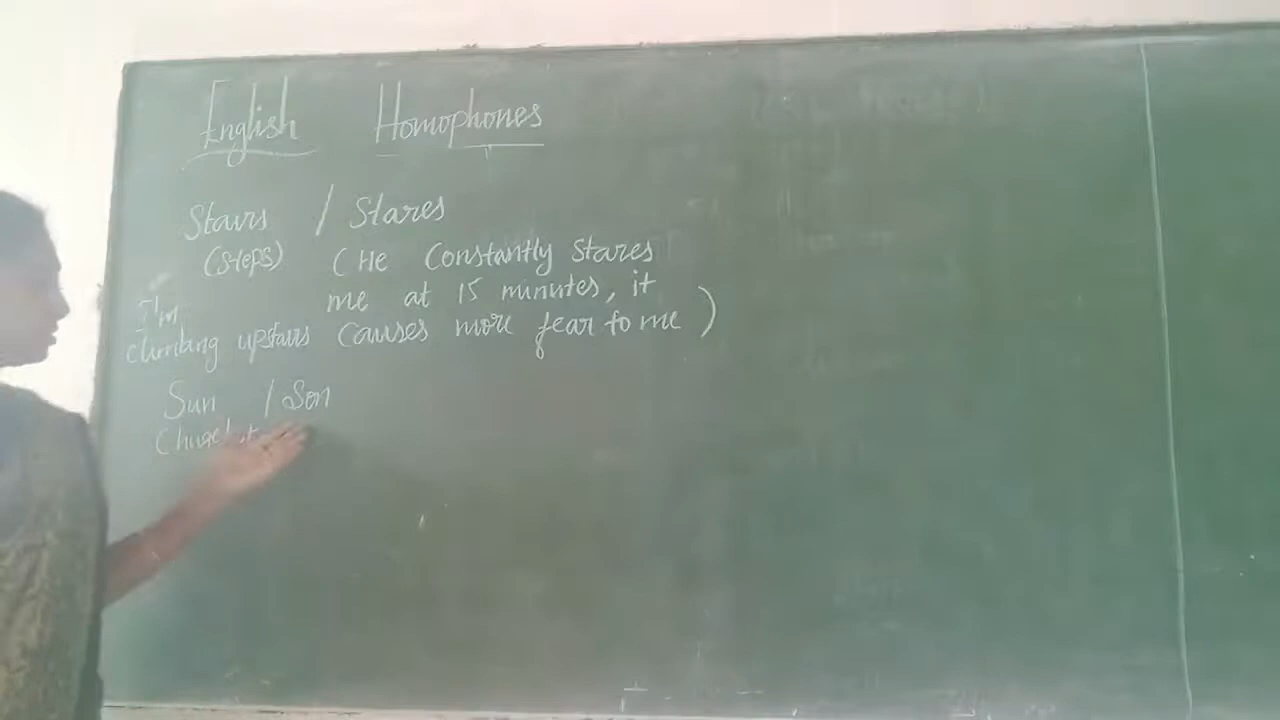 English Homophones
Stairs / Stares
(steps) (He Constantly stares
me at 15 minutes, it
I'm
climbing upstairs causes more fear to me)
Sun / Son